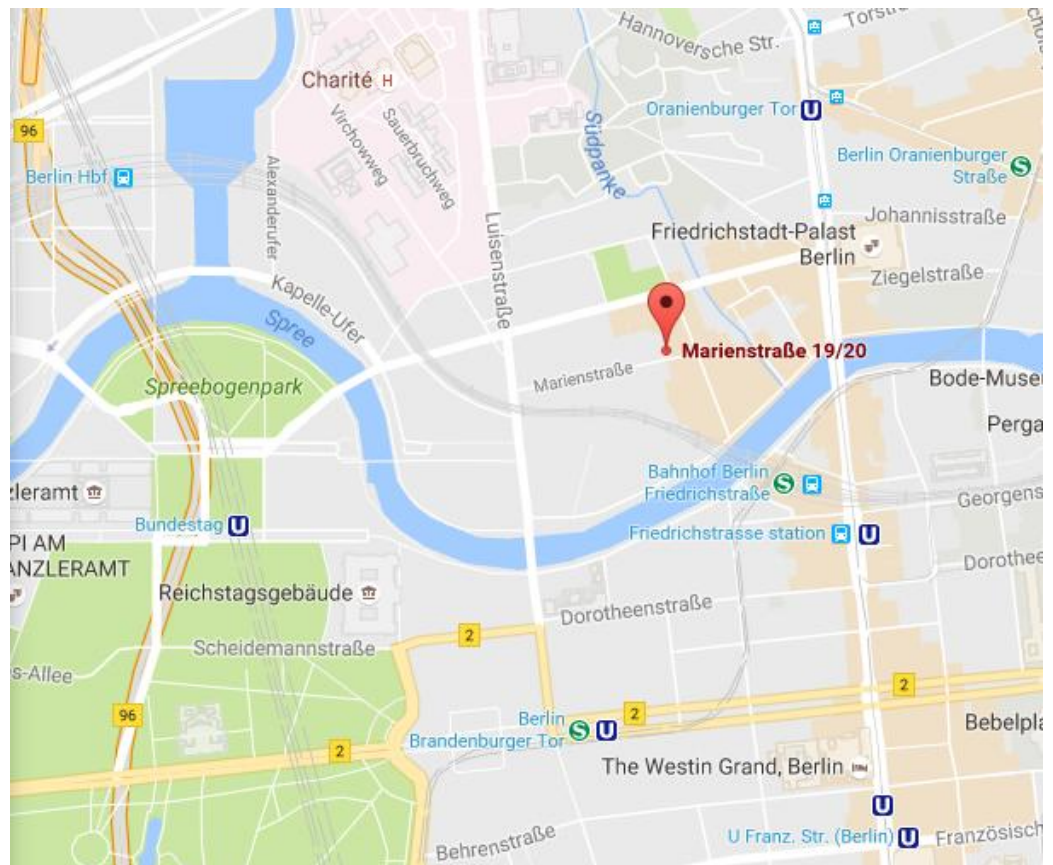 Hannoversche Str.
Torstr
Charité H
Oranienburger Tor U
96
Südpanke
Virchowweg
Sauerbruchweg
Berlin Oranienburger
Straße S
Berlin Hbf
Alexanderufer
Luisenstraße
Johannisstraße
Friedrichstadt-Palast
Berlin
Ziegelstraße
Kapelle-Ufer
Spree
Marienstraße 19/20
Marienstraße
Spreebogenpark
Bode-Muse
Perga
Bahnhof Berlin
Friedrichstraße S
zleramt
Georgens
Bundestag U
Friedrichstrasse station U
PI AM
ANZLERAMT
Dorothee
Reichstagsgebäude
Dorotheenstraße
2
Scheidemannstraße
s-Allee
2
96
Berlin
Brandenburger Tor S U
2
Bebelpla
2
The Westin Grand, Berlin
U
U Franz. Str. (Berlin) U
Französisch
Behrenstraße